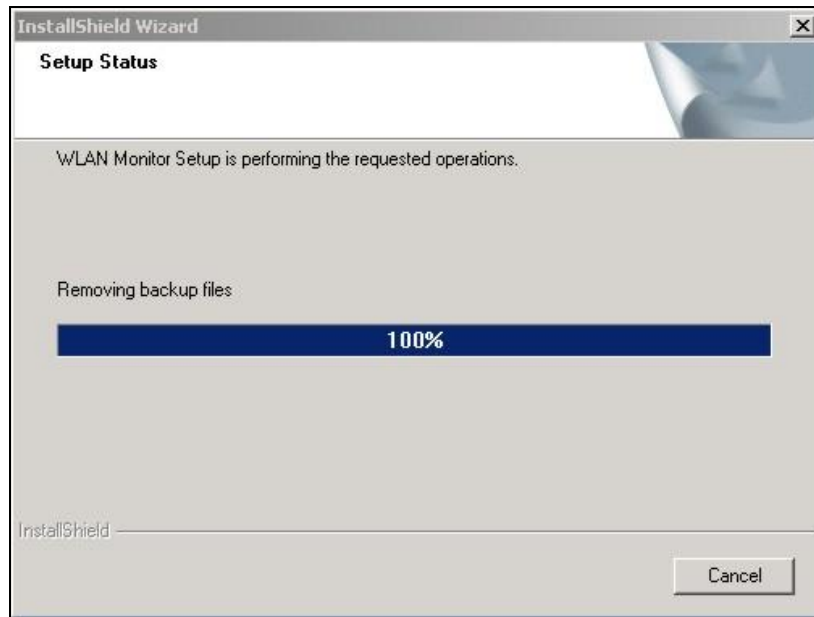 InstallShield Wizard
Setup Status
WLAN Monitor Setup is performing the requested operations.
Removing backup files
100%
InstallShield
Cancel